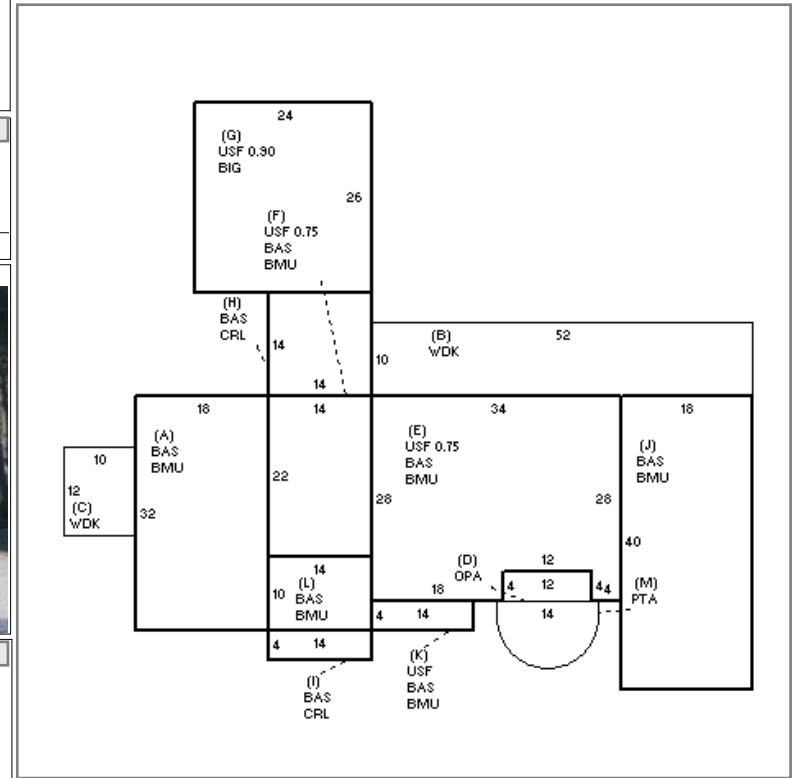 24
(G)
USF 0.90
BIG
26
(F)
USF 0.75
BAS
BMU
(H)
BAS
CRL
14
14
10
(B)
WDK
52
18
14
34
18
(A)
BAS
BMU
(E)
USF 0.75
BAS
BMU
(J)
BAS
BMU
10
12
(C)
WDK
32
22
28
28
40
14
(L)
BAS
BMU
10
18
(D)
OPA
12
4
12
4
4
(M)
PTA
4
14
4
14
14
(I)
BAS
CRL
(K)
USF
BAS
BMU